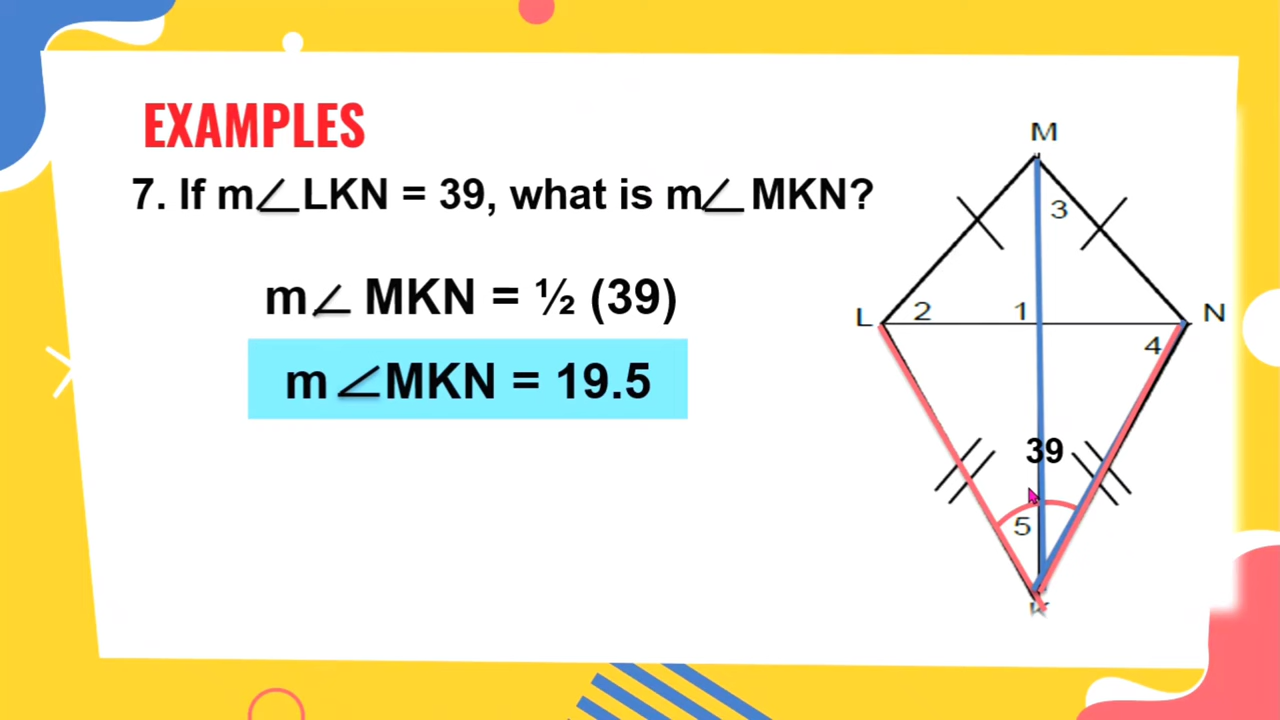 EXAMPLES
7. If m∠LKN = 39, what is m∠MKN?
m∠ MKN = ½ (39)
m∠MKN = 19.5
M
3
L
2
1
N
4
39
5
K